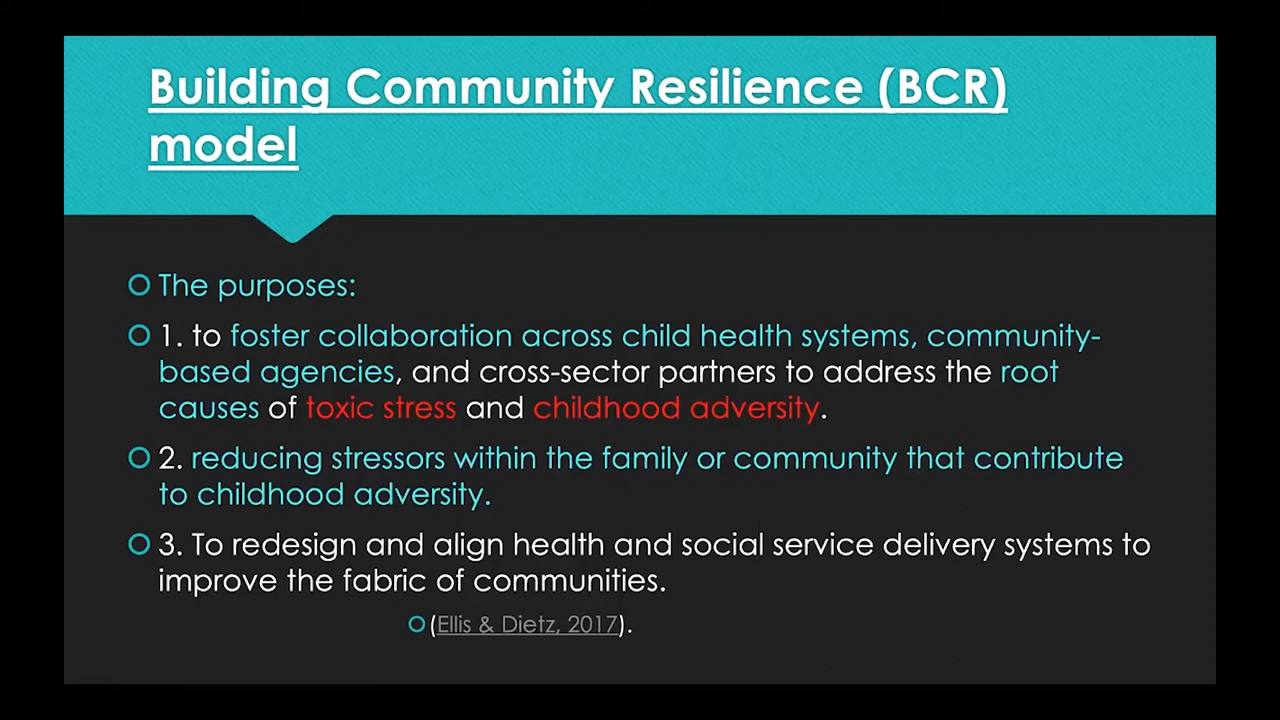 Building Community Resilience (BCR)
model
The purposes:
1. to foster collaboration across child health systems, community-
based agencies, and cross-sector partners to address the root
causes of toxic stress and childhood adversity.
2. reducing stressors within the family or community that contribute
to childhood adversity.
3. To redesign and align health and social service delivery systems to
improve the fabric of communities.
(Ellis & Dietz, 2017).